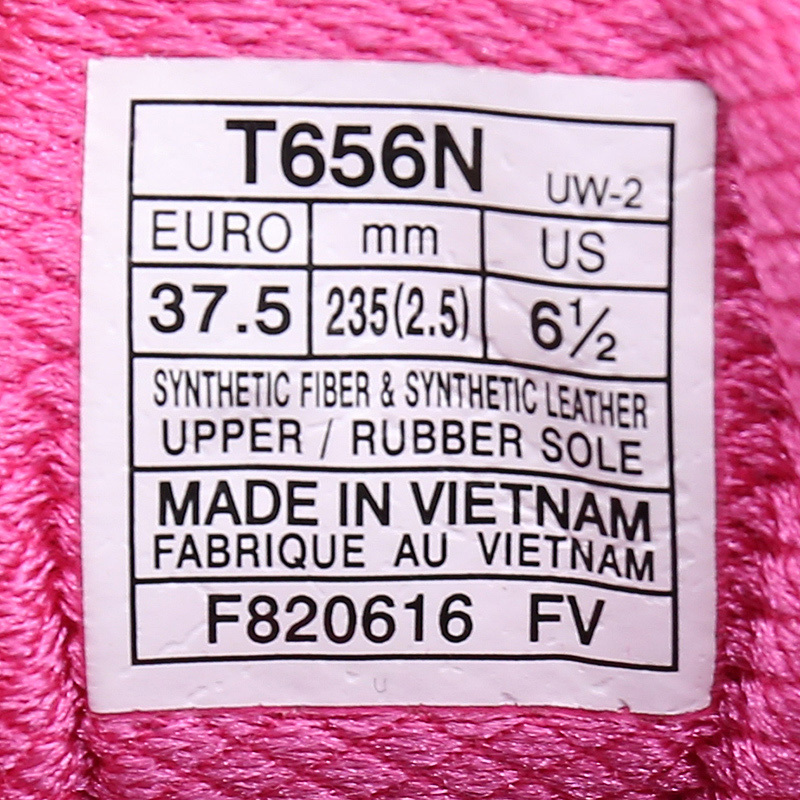 T656N UW-2
EURO mm US
37.5 235(2.5) 6½
SYNTHETIC FIBER & SYNTHETIC LEATHER
UPPER / RUBBER SOLE
MADE IN VIETNAM
FABRIQUE AU VIETNAM
F820616 FV
U